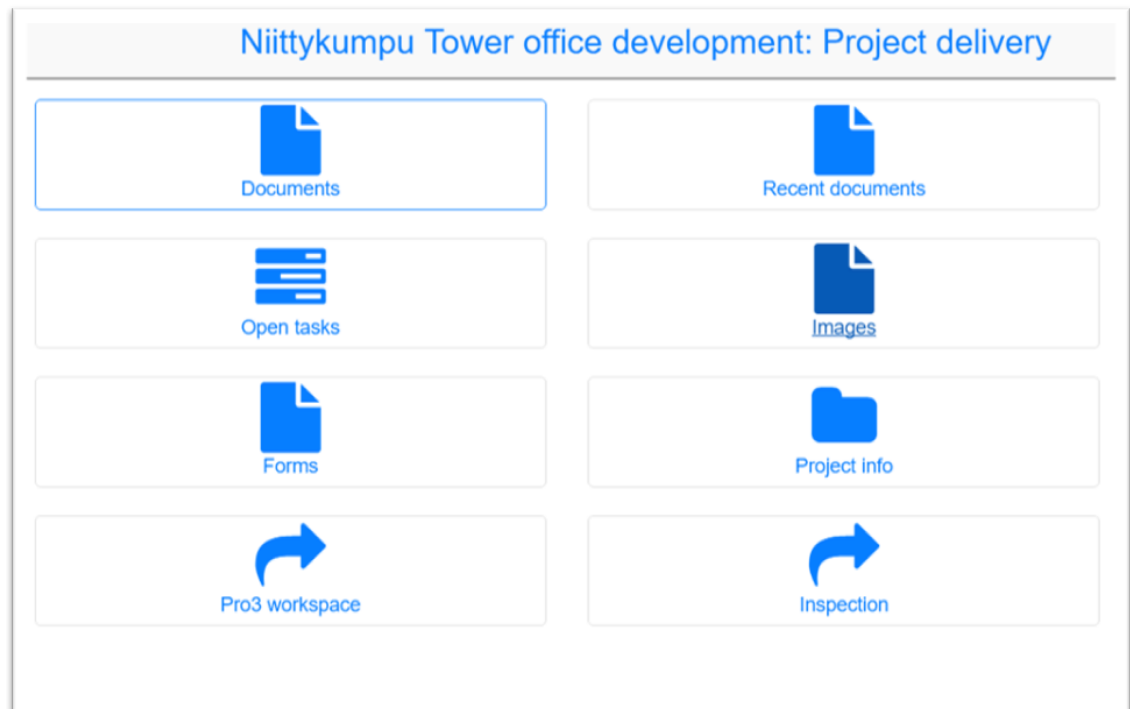 Niittykumpu Tower office development: Project delivery
Documents
Recent documents
Open tasks
Images
Forms
Project info
Pro3 workspace
Inspection